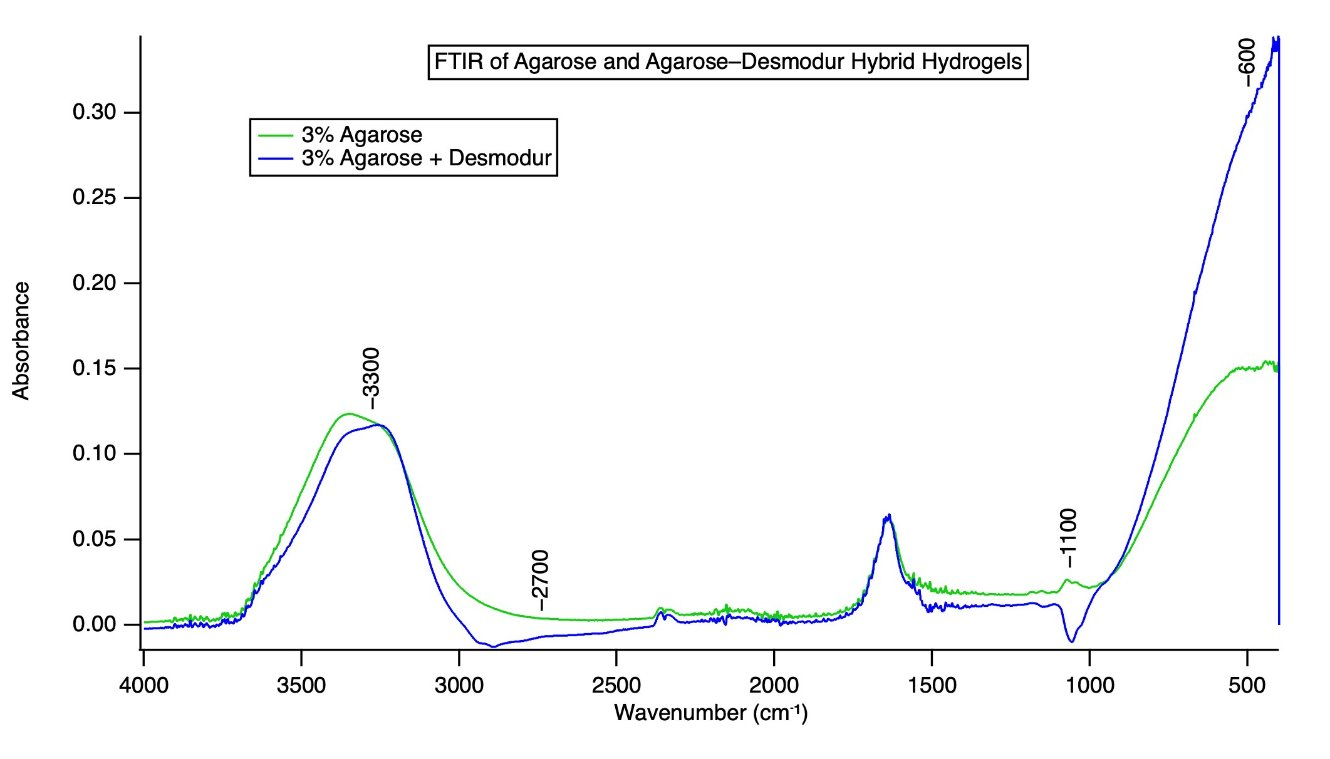 FTIR of Agarose and Agarose–Desmodur Hybrid Hydrogels
3% Agarose
3% Agarose + Desmodur
Absorbance
0.30
0.25
0.20
0.15
0.10
0.05
0.00
–3300
–2700
–1100
–600
4000 3500 3000 2500 2000 1500 1000 500
Wavenumber (cm⁻¹)